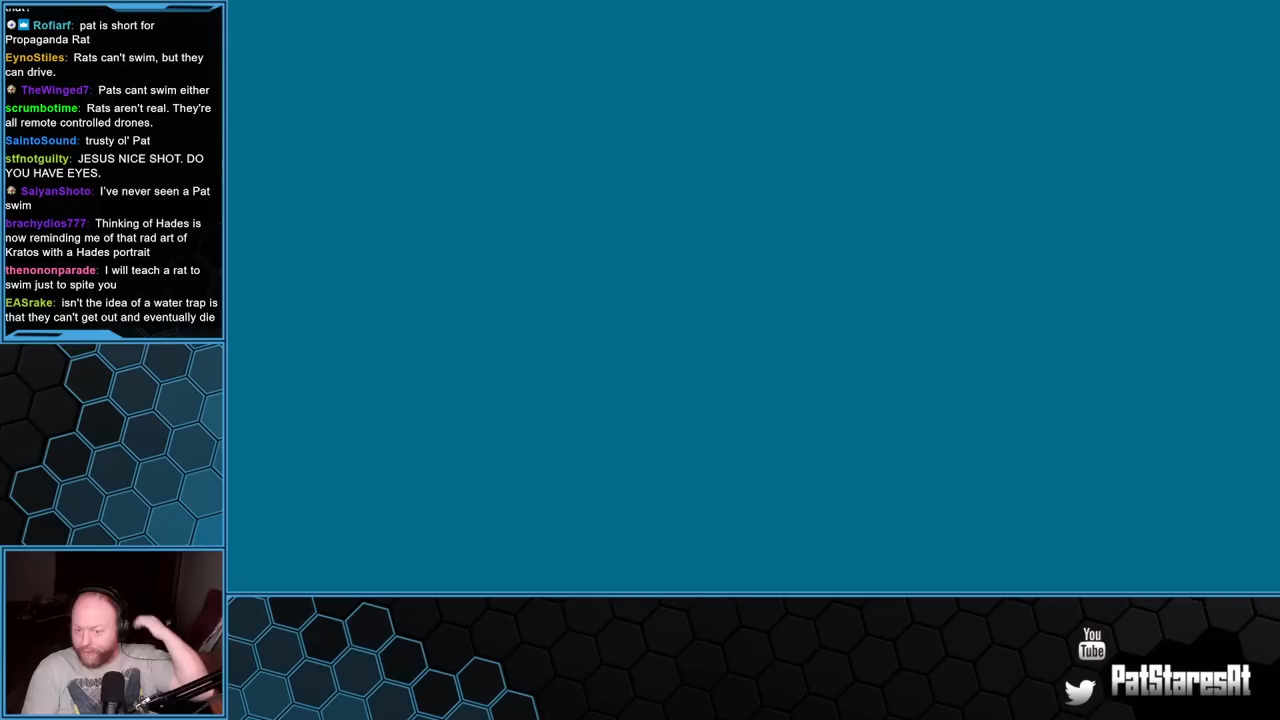 that?
Rofiarf: pat is short for
Propaganda Rat
EynoStiles: Rats can't swim, but they
can drive.
TheWinged7: Pats cant swim either
scrumbotime: Rats aren't real. They're
all remote controlled drones.
SaintoSound: trusty ol' Pat
stfnotguilty: JESUS NICE SHOT. DO
YOU HAVE EYES.
SaiyanShoto: I've never seen a Pat
swim
brachydios777: Thinking of Hades is
now reminding me of that rad art of
Kratos with a Hades portrait
thenononparade: I will teach a rat to
swim just to spite you
EASrake: isn't the idea of a water trap is
that they can't get out and eventually die
You
Tube
PatStaresAt